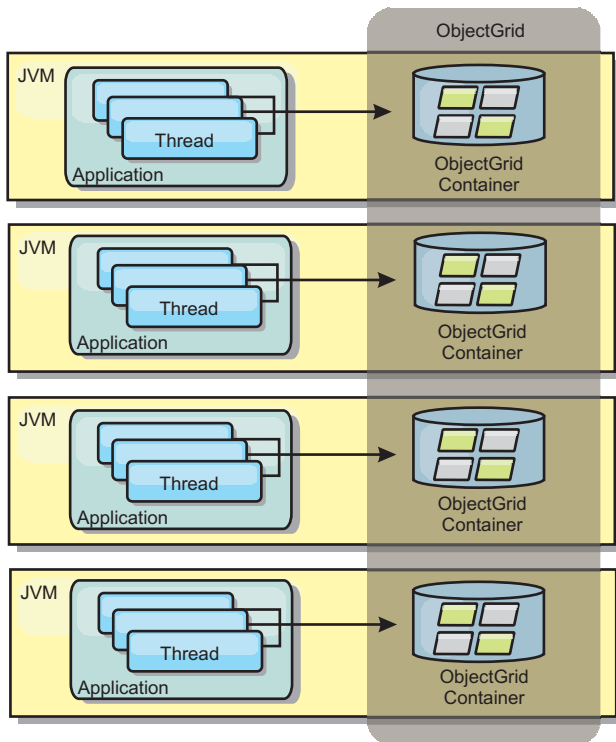 ObjectGrid
JVM
Thread
Application
ObjectGrid
Container
JVM
Thread
Application
ObjectGrid
Container
JVM
Thread
Application
ObjectGrid
Container
JVM
Thread
Application
ObjectGrid
Container